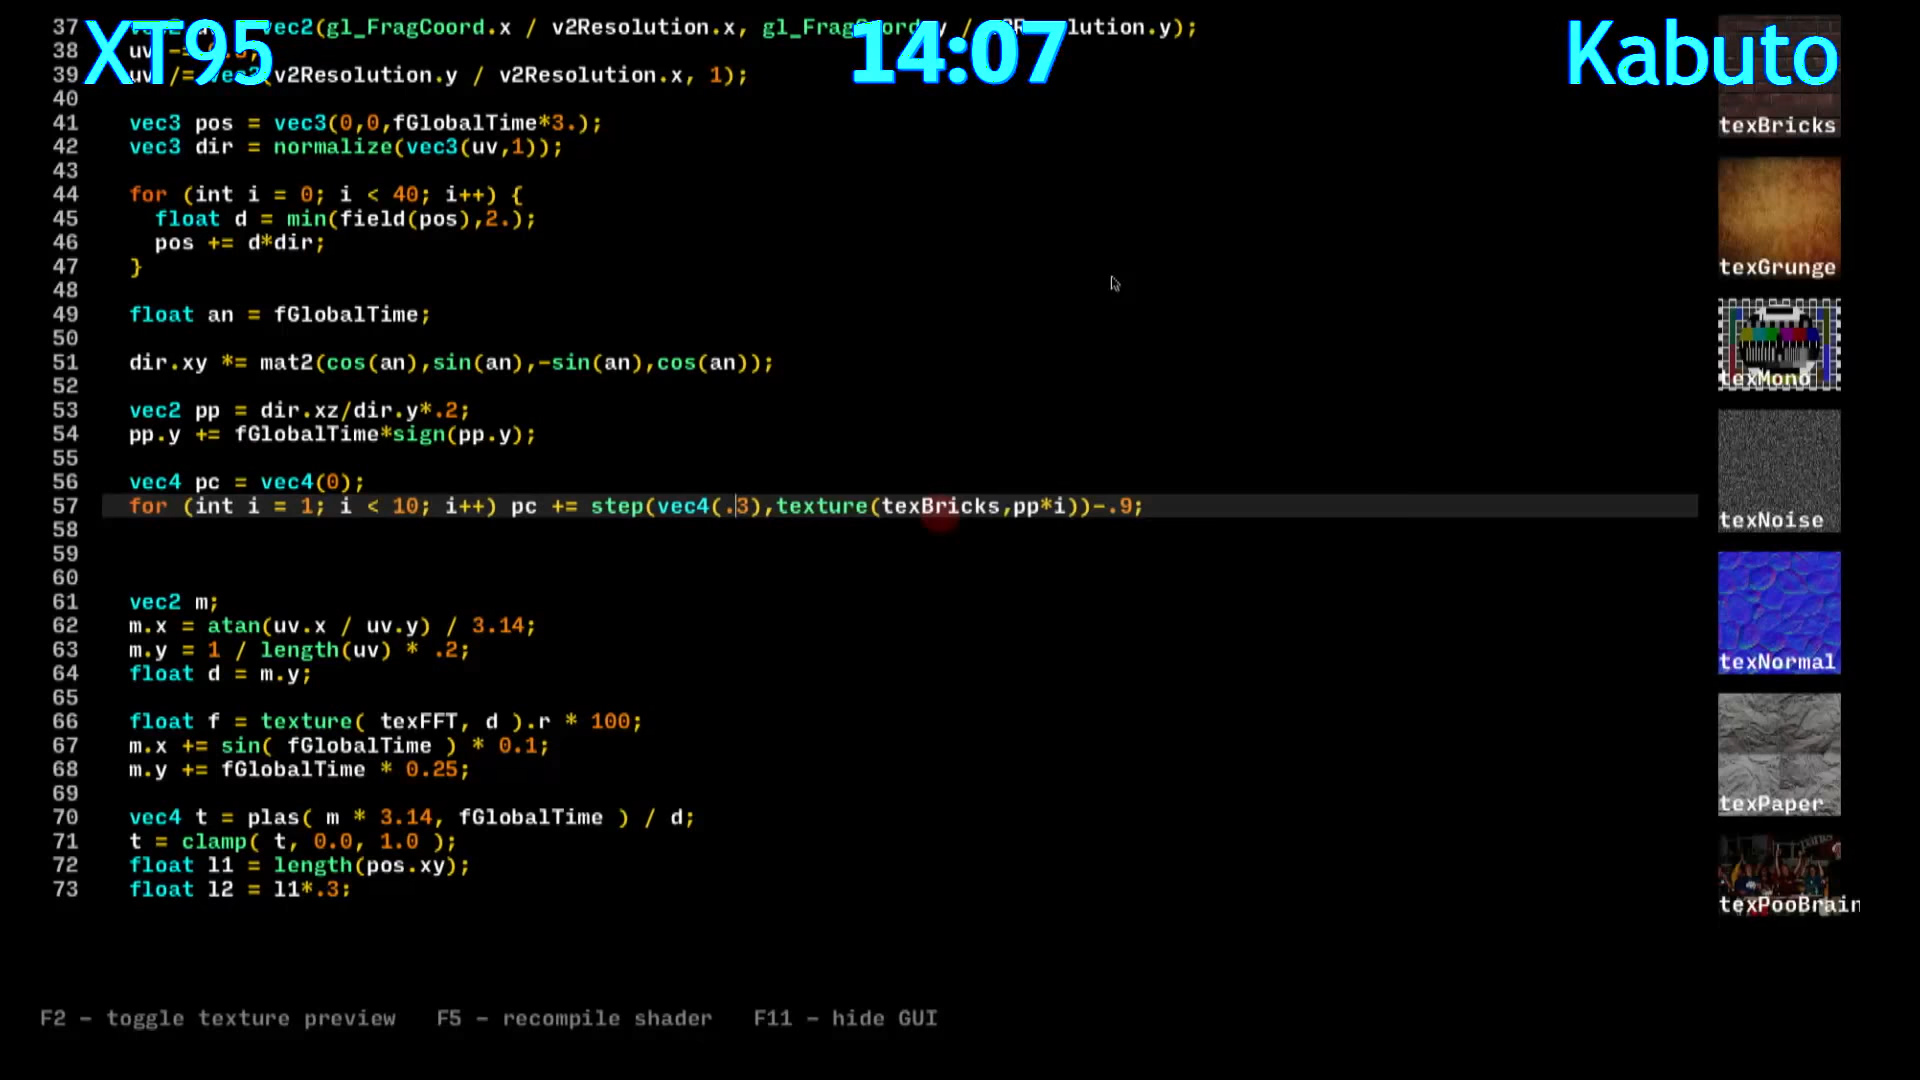 XT95
14:07
Kabuto
37 vec2(gl_FragCoord.x / v2Resolution.x, gl_FragCoord.y / v2Resolution.y);
38 uv -=
39 uv /= vec2(v2Resolution.y / v2Resolution.x, 1);
40
41 vec3 pos = vec3(0,0,fGlobalTime*3.);
42 vec3 dir = normalize(vec3(uv,1));
43
44 for (int i = 0; i < 40; i++) {
45 float d = min(field(pos),2.);
46 pos += d*dir;
47 }
48
49 float an = fGlobalTime;
50
51 dir.xy *= mat2(cos(an),sin(an),-sin(an),cos(an));
52
53 vec2 pp = dir.xz/dir.y*.2;
54 pp.y += fGlobalTime*sign(pp.y);
55
56 vec4 pc = vec4(0);
57 for (int i = 1; i < 10; i++) pc += step(vec4(.3),texture(texBricks,pp*i))-.9;
58
59
60
61 vec2 m;
62 m.x = atan(uv.x / uv.y) / 3.14;
63 m.y = 1 / length(uv) * .2;
64 float d = m.y;
65
66 float f = texture( texFFT, d ).r * 100;
67 m.x += sin( fGlobalTime ) * 0.1;
68 m.y += fGlobalTime * 0.25;
69
70 vec4 t = plas( m * 3.14, fGlobalTime ) / d;
71 t = clamp( t, 0.0, 1.0 );
72 float l1 = length(pos.xy);
73 float l2 = l1*.3;
texBricks
texGrunge
texMono
texNoise
texNormal
texPaper
texPooBrain
F2 - toggle texture preview F5 - recompile shader F11 - hide GUI